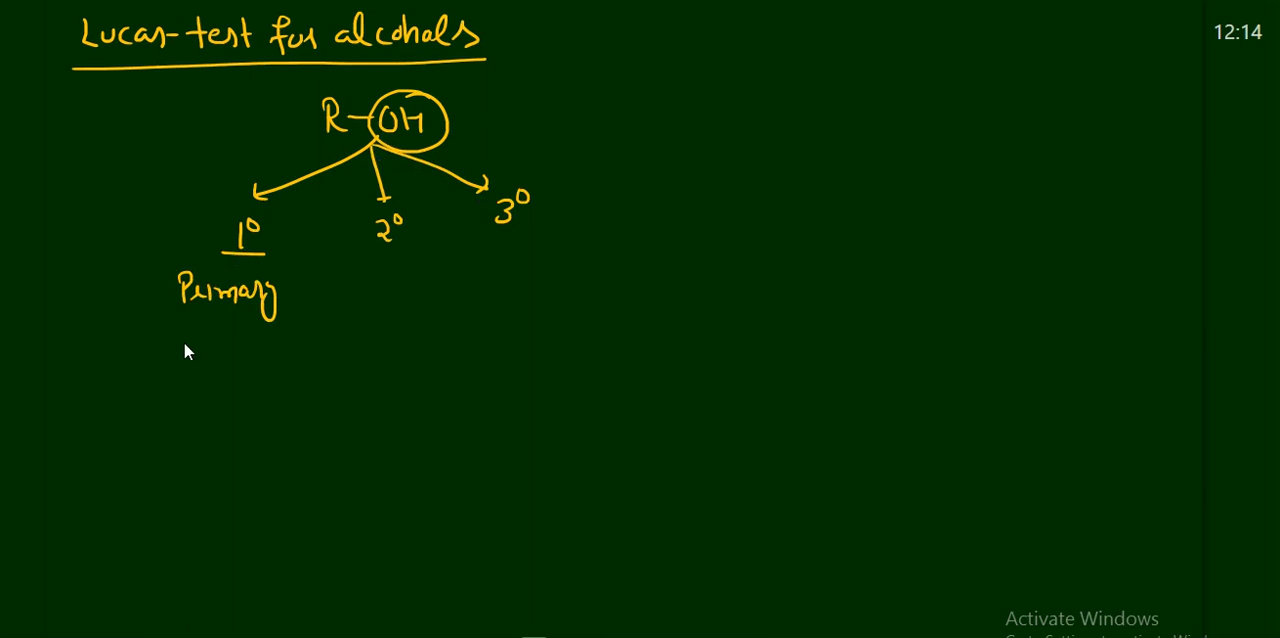 Lucas-test for alcohols
12:14
R-OH
1° 2° 3°
Primary
Activate Windows